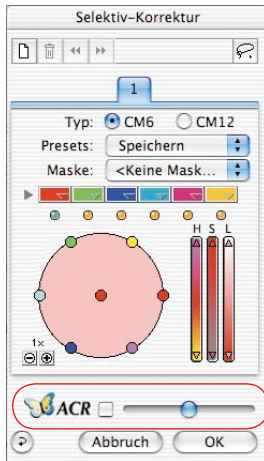 Selektiv-Korrektur
1
Typ: CM6 CM12
Presets: Speichern
Maske: <Keine Mask...
H S L
1x
ACR
Abbruch OK